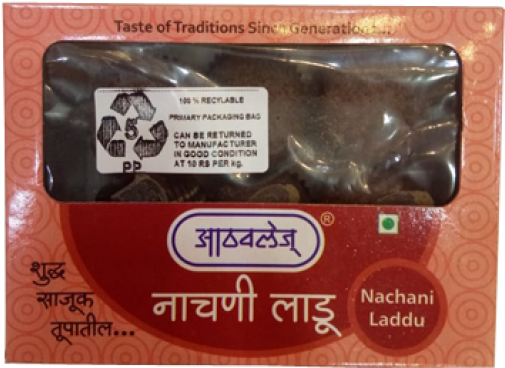 Taste of Traditions Since Generations...
100 % RECYLABLE
PRIMARY PACKAGING BAG
5
CAN BE RETURNED
TO MANUFACTURER
IN GOOD CONDITION
AT 10 RS PER kg.
PP
आठवलेज् ®
शुद्ध
साजूक
तूपातील...
नाचणी लाडू
Nachani
Laddu